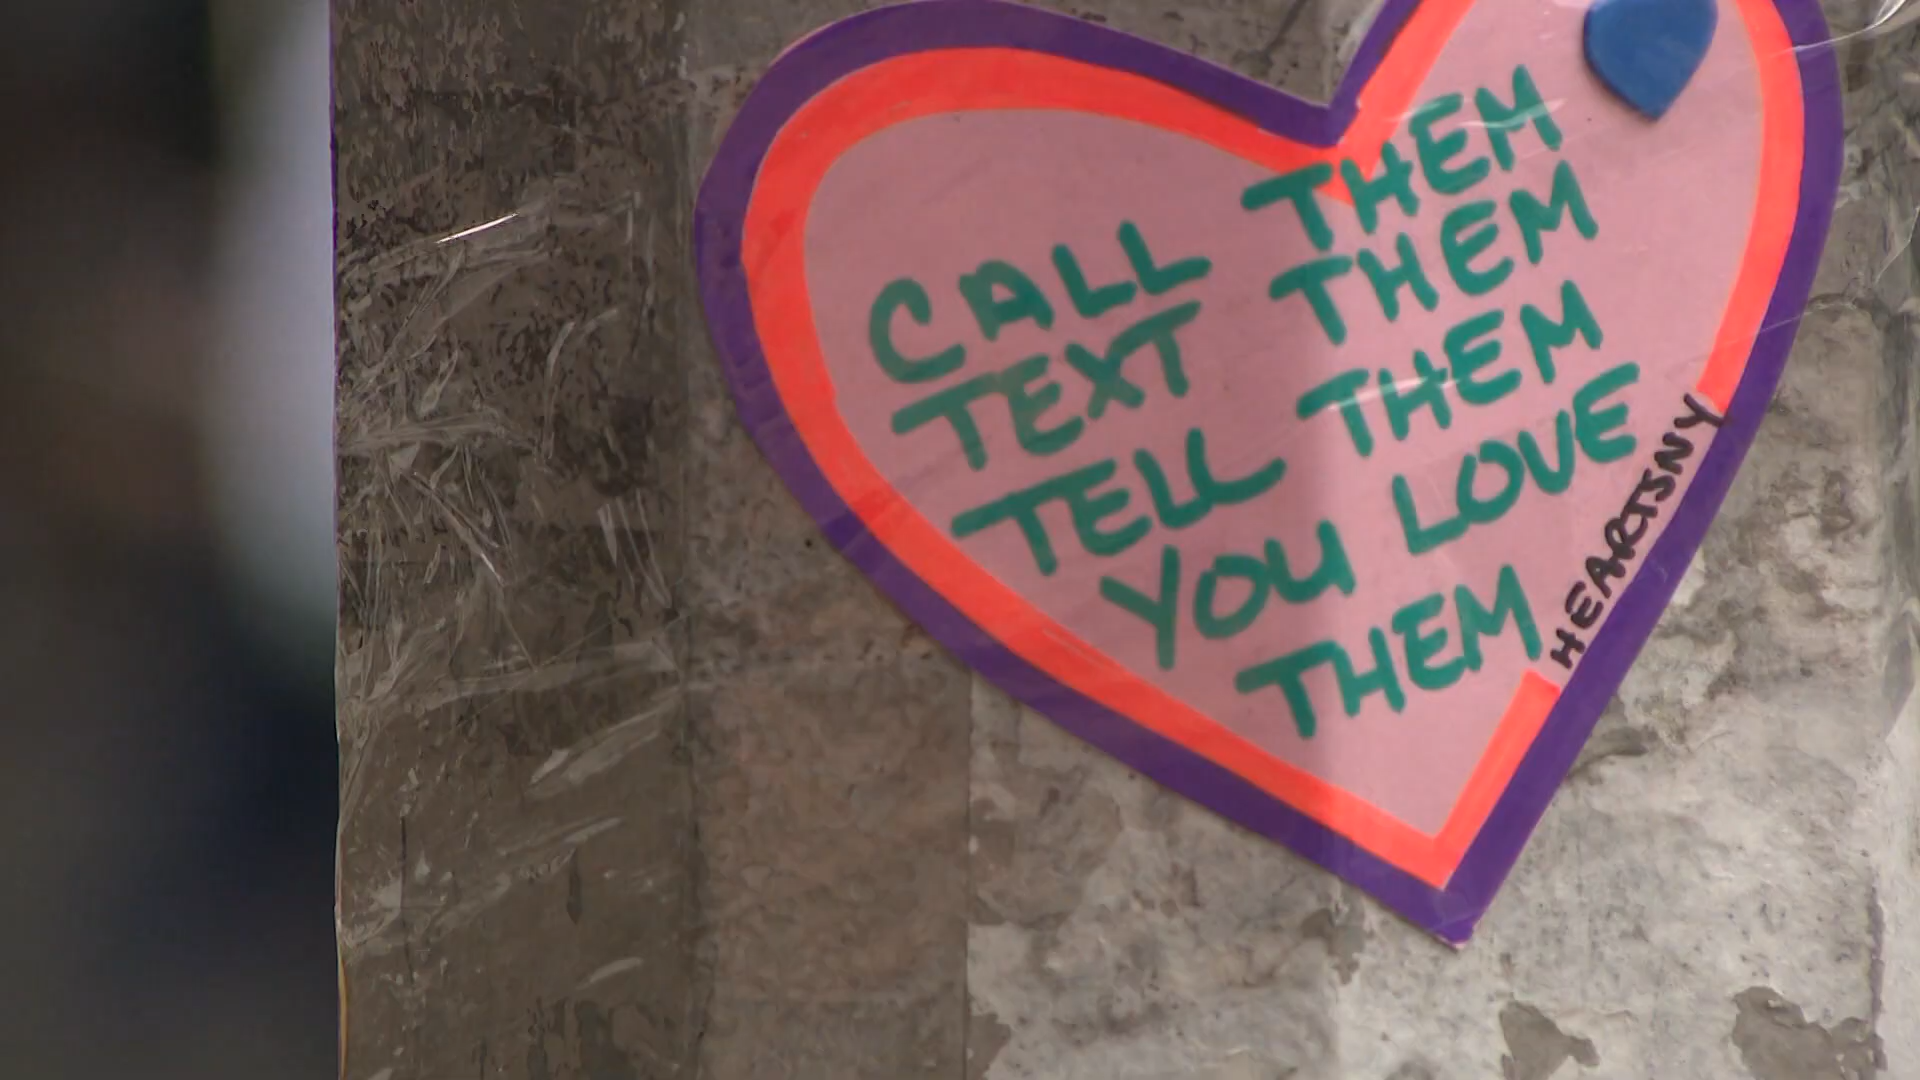 CALL THEM
TEXT THEM
TELL THEM
YOU LOVE
THEM
HEARTSNY